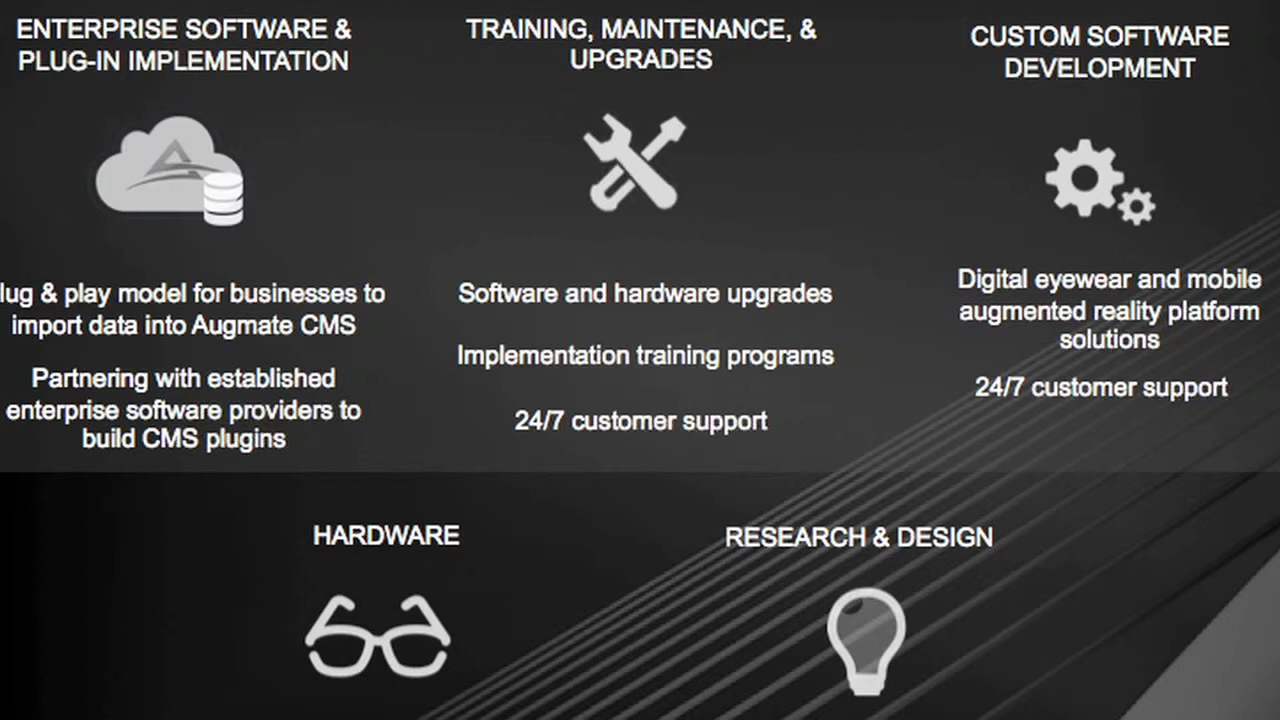 ENTERPRISE SOFTWARE &
PLUG-IN IMPLEMENTATION
lug & play model for businesses to
import data into Augmate CMS
Partnering with established
enterprise software providers to
build CMS plugins
TRAINING, MAINTENANCE, &
UPGRADES
Software and hardware upgrades
Implementation training programs
24/7 customer support
CUSTOM SOFTWARE
DEVELOPMENT
Digital eyewear and mobile
augmented reality platform
solutions
24/7 customer support
HARDWARE
RESEARCH & DESIGN